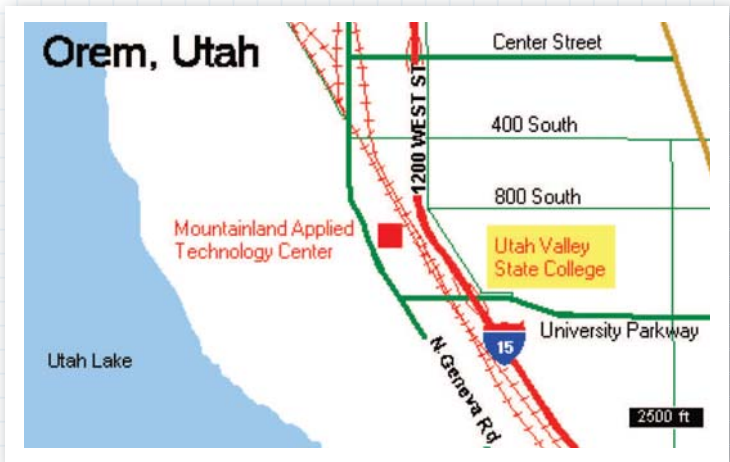 Orem, Utah
Center Street
1200 WEST ST
400 South
800 South
Mountainland Applied
Technology Center
Utah Valley
State College
University Parkway
15
N Geneva Rd
Utah Lake
2500 ft